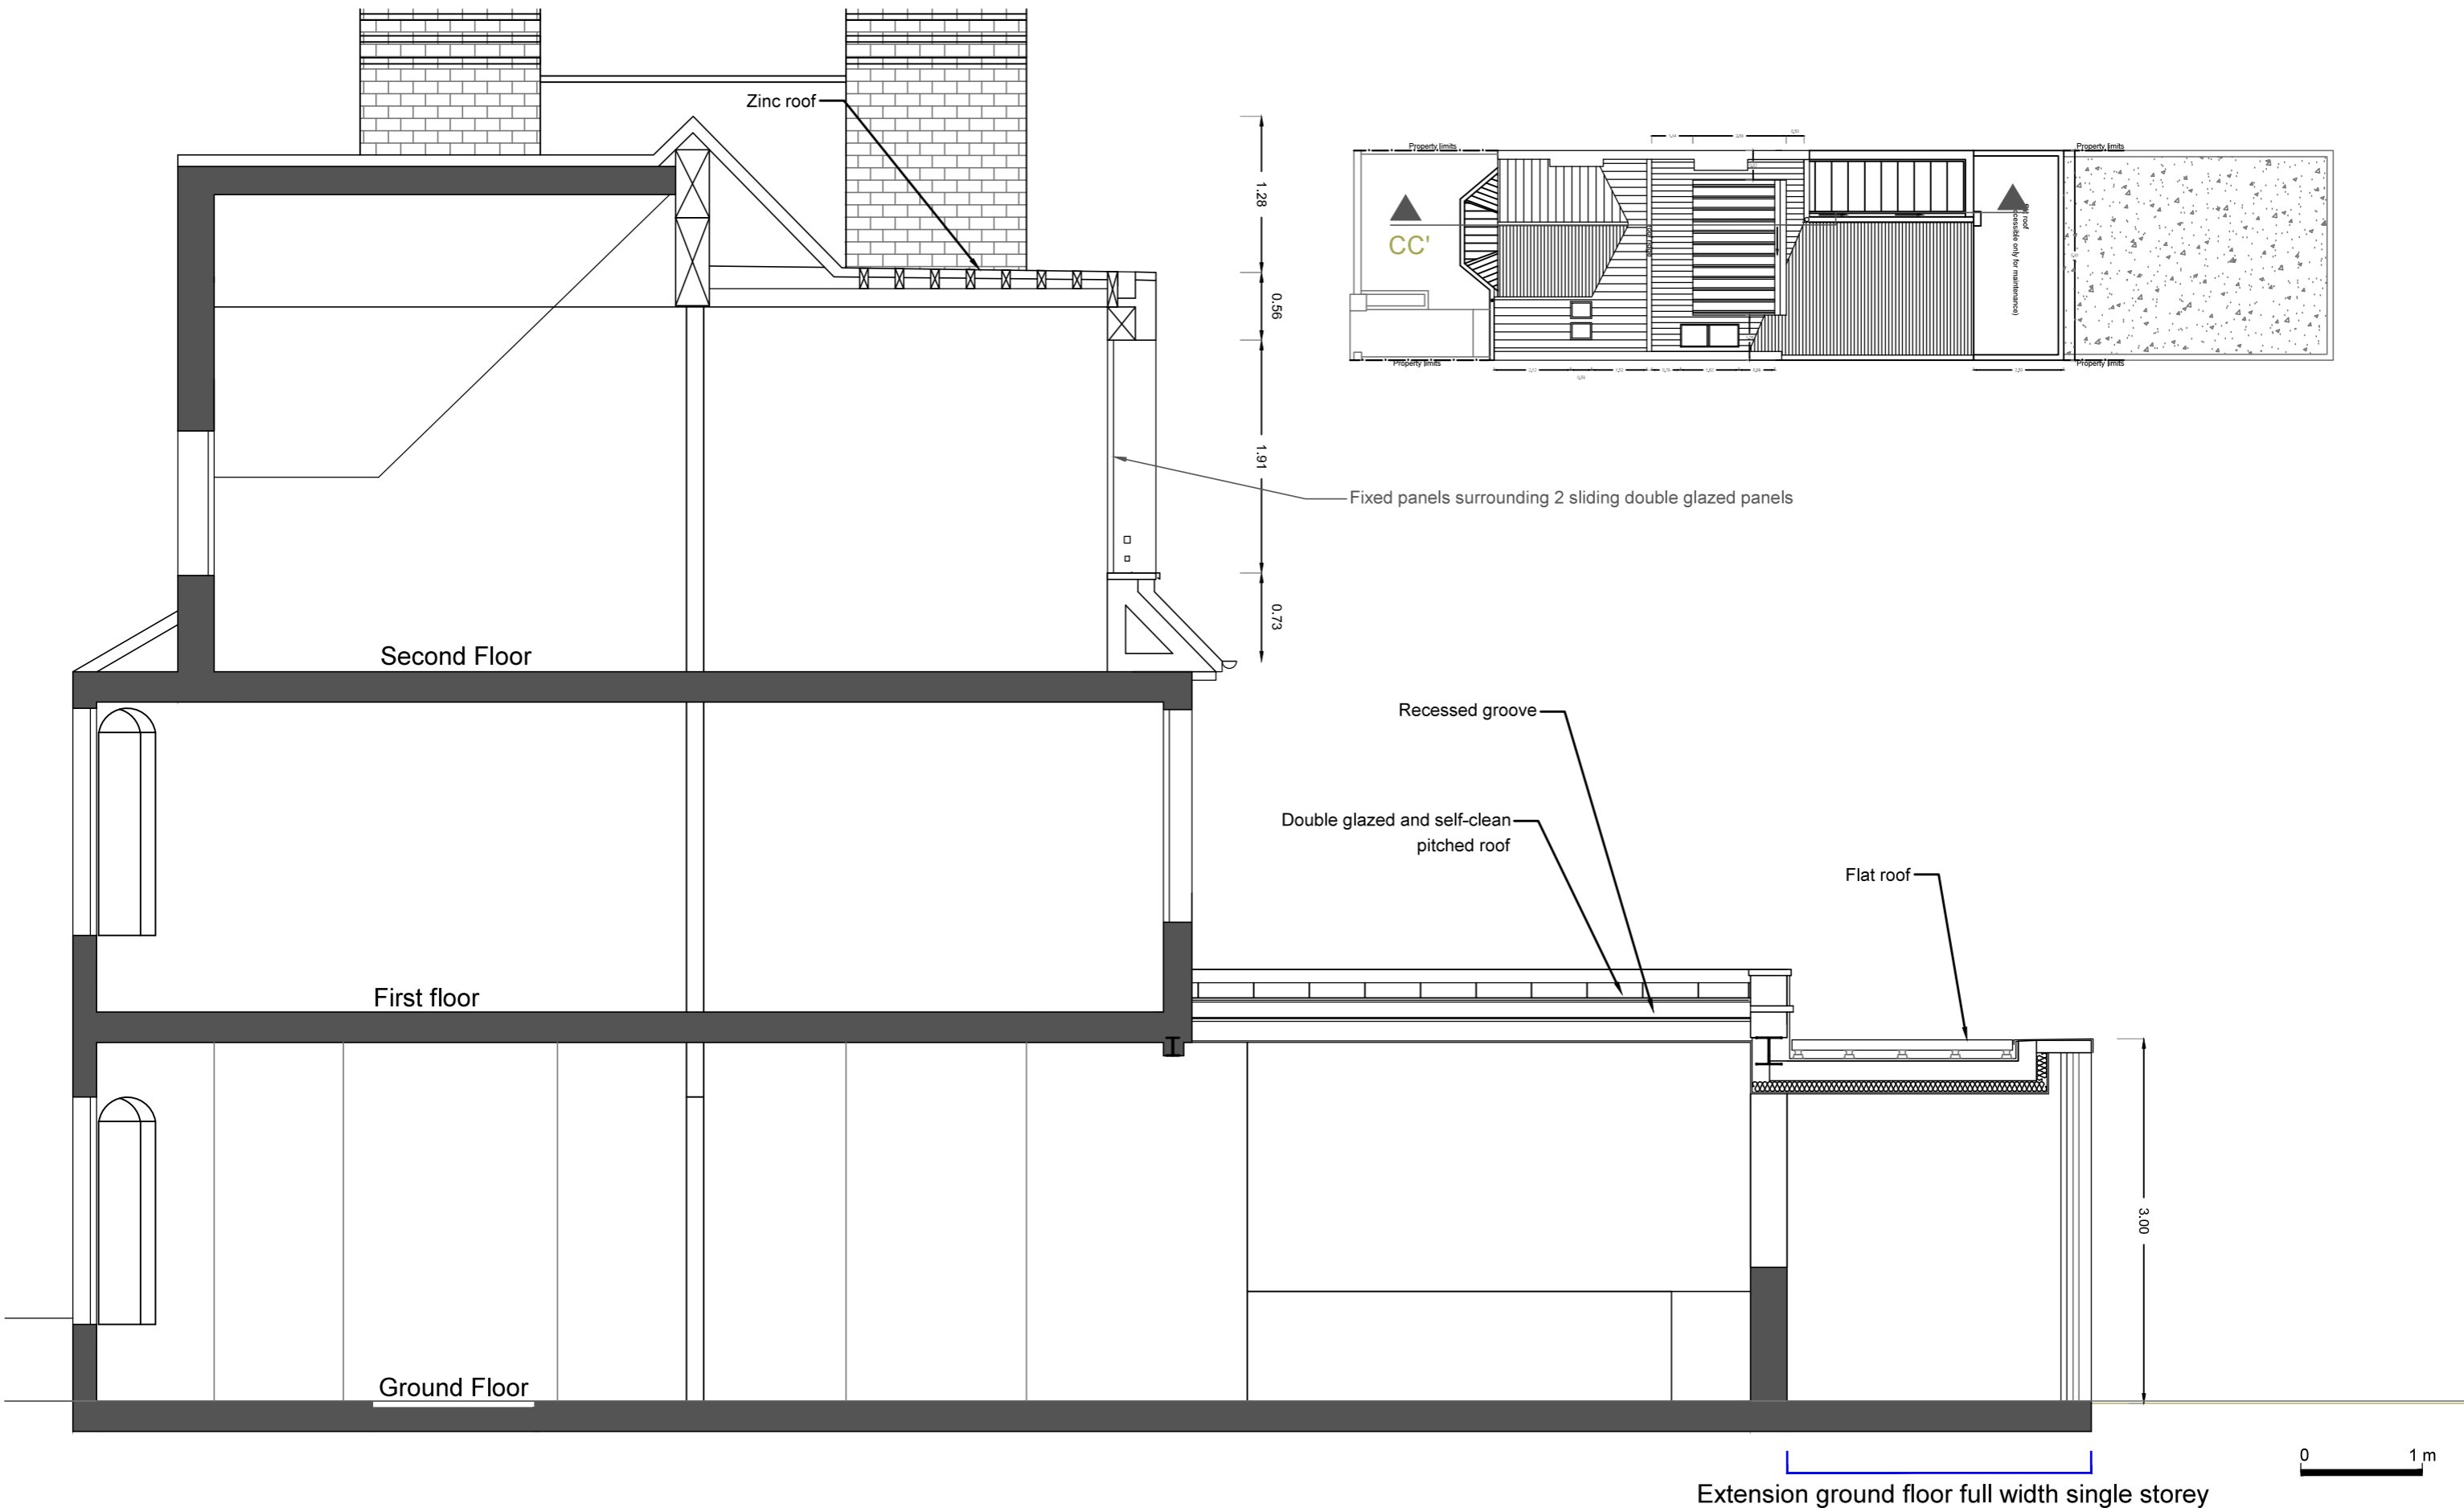 Zinc roof
1.28
0.56
1.91
0.73
Property limits
Property limits
CC'
Flat roof
Property limits
Property limits
Fixed panels surrounding 2 sliding double glazed panels
Second Floor
Recessed groove
Double glazed and self-clean
pitched roof
Flat roof
First floor
3.00
Ground Floor
0
1 m
Extension ground floor full width single storey